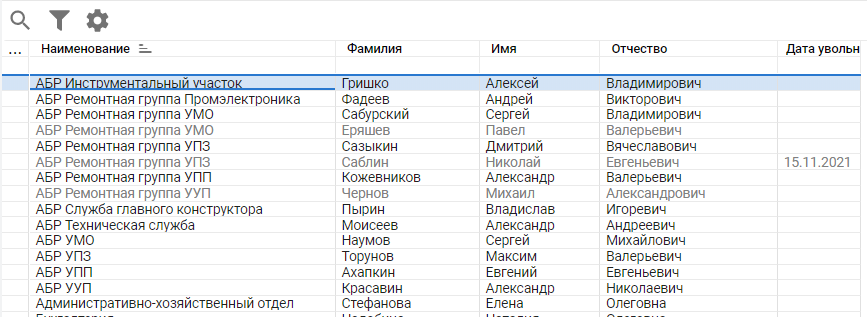 ... Наименование Фамилия Имя Отчество Дата увольн
АБР Инструментальный участок Гришко Алексей Владимирович
АБР Ремонтная группа Промэлектроника Фадеев Андрей Викторович
АБР Ремонтная группа УМО Сабурский Сергей Владимирович
АБР Ремонтная группа УМО Еряшев Павел Валерьевич
АБР Ремонтная группа УПЗ Сазыкин Дмитрий Вячеславович
АБР Ремонтная группа УПЗ Саблин Николай Евгеньевич 15.11.2021
АБР Ремонтная группа УПП Кожевников Александр Валерьевич
АБР Ремонтная группа УУП Чернов Михаил Александрович
АБР Служба главного конструктора Пырин Владислав Игоревич
АБР Техническая служба Моисеев Александр Андреевич
АБР УМО Наумов Сергей Михайлович
АБР УПЗ Торунов Максим Валерьевич
АБР УПП Ахапкин Евгений Евгеньевич
АБР УУП Красавин Александр Николаевич
Административно-хозяйственный отдел Стефанова Елена Олеговна